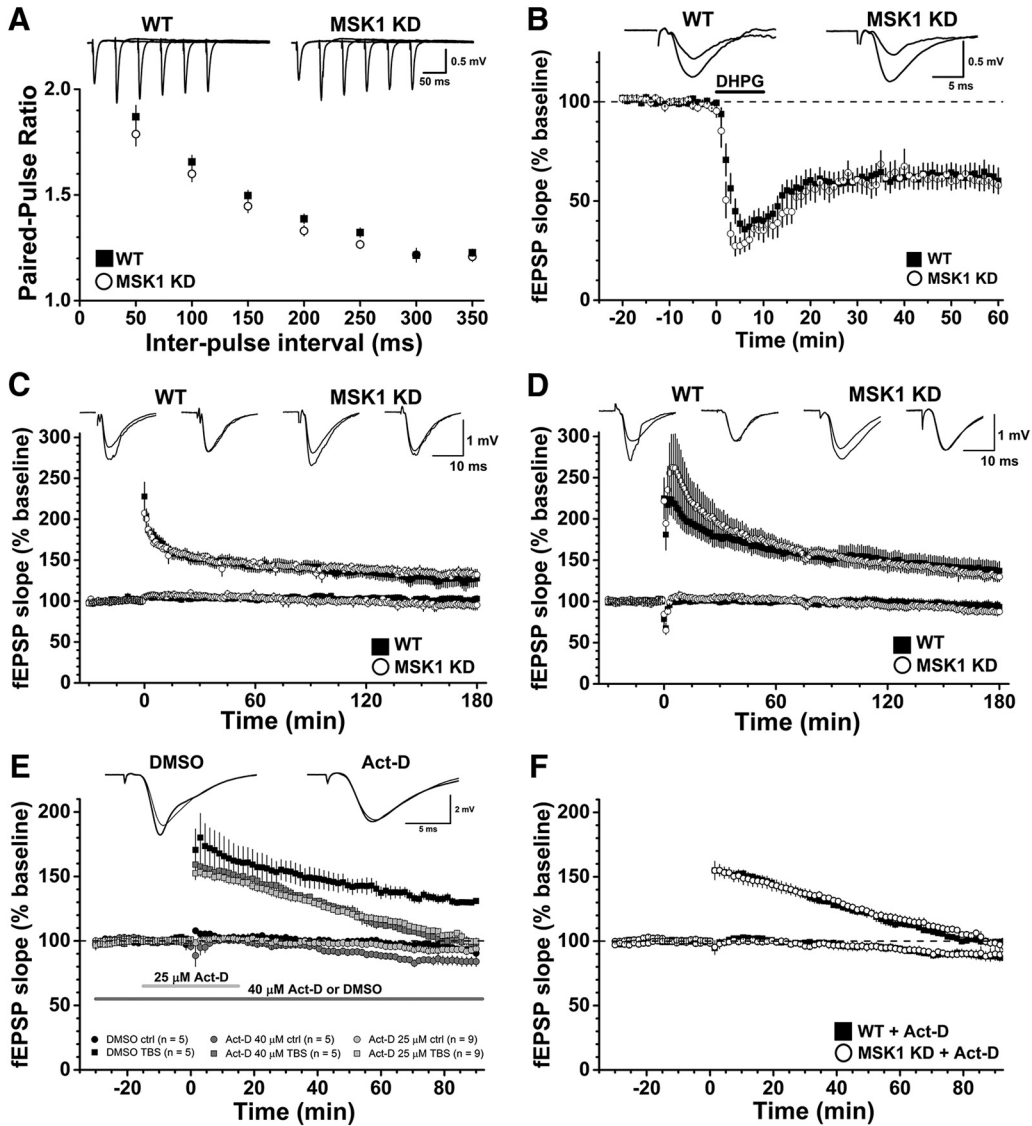 A
WT
MSK1 KD
0.5 mV
50 ms
Paired-Pulse Ratio
2.0
1.8
1.6
1.4
1.2
1.0
WT
MSK1 KD
0 50 100 150 200 250 300 350
Inter-pulse interval (ms)
B
WT
MSK1 KD
0.5 mV
5 ms
DHPG
fEPSP slope (% baseline)
100
50
0
WT
MSK1 KD
-20 -10 0 10 20 30 40 50 60
Time (min)
C
WT
MSK1 KD
1 mV
10 ms
fEPSP slope (% baseline)
300
250
200
150
100
50
0
WT
MSK1 KD
0 60 120 180
Time (min)
D
WT
MSK1 KD
1 mV
10 ms
fEPSP slope (% baseline)
300
250
200
150
100
50
0
WT
MSK1 KD
0 60 120 180
Time (min)
E
DMSO
Act-D
2 mV
5 ms
fEPSP slope (% baseline)
200
150
100
50
0
25 µM Act-D
40 µM Act-D or DMSO
DMSO ctrl (n = 5) Act-D 40 µM ctrl (n = 5) Act-D 25 µM ctrl (n = 9)
DMSO TBS (n = 5) Act-D 40 µM TBS (n = 5) Act-D 25 µM TBS (n = 9)
-20 0 20 40 60 80
Time (min)
F
fEPSP slope (% baseline)
200
150
100
50
0
WT + Act-D
MSK1 KD + Act-D
-20 0 20 40 60 80
Time (min)